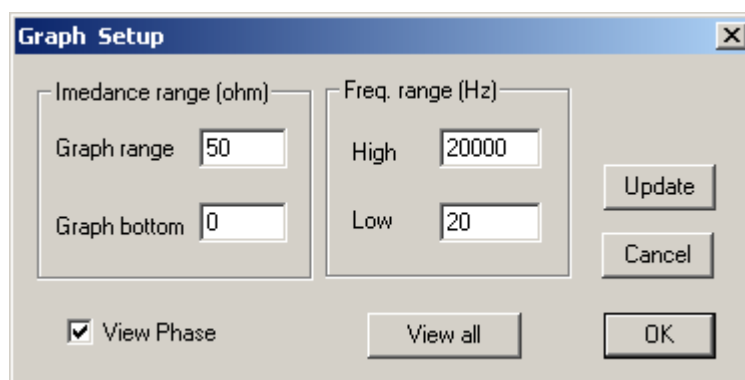 Graph Setup
Imedance range (ohm)
Graph range 50
Graph bottom 0
Freq. range (Hz)
High 20000
Low 20
Update
Cancel
View Phase
View all
OK